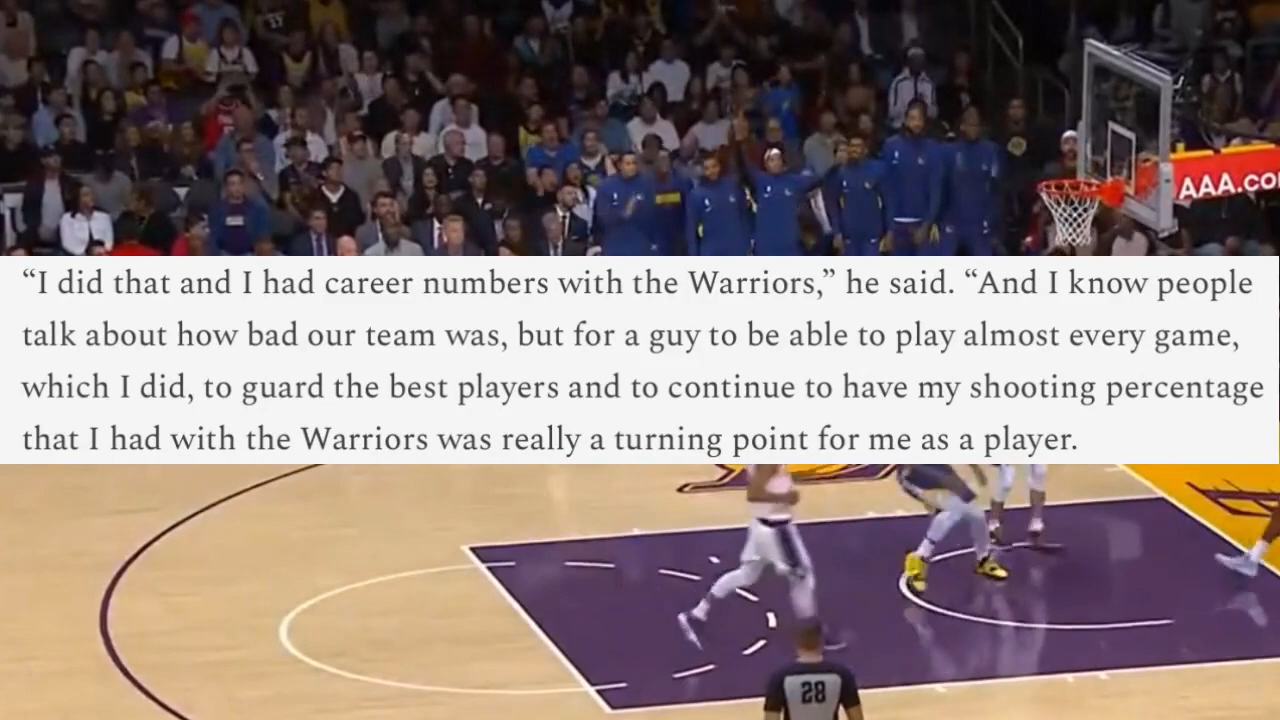 AAA.co
“I did that and I had career numbers with the Warriors,” he said. “And I know people
talk about how bad our team was, but for a guy to be able to play almost every game,
which I did, to guard the best players and to continue to have my shooting percentage
that I had with the Warriors was really a turning point for me as a player.
28